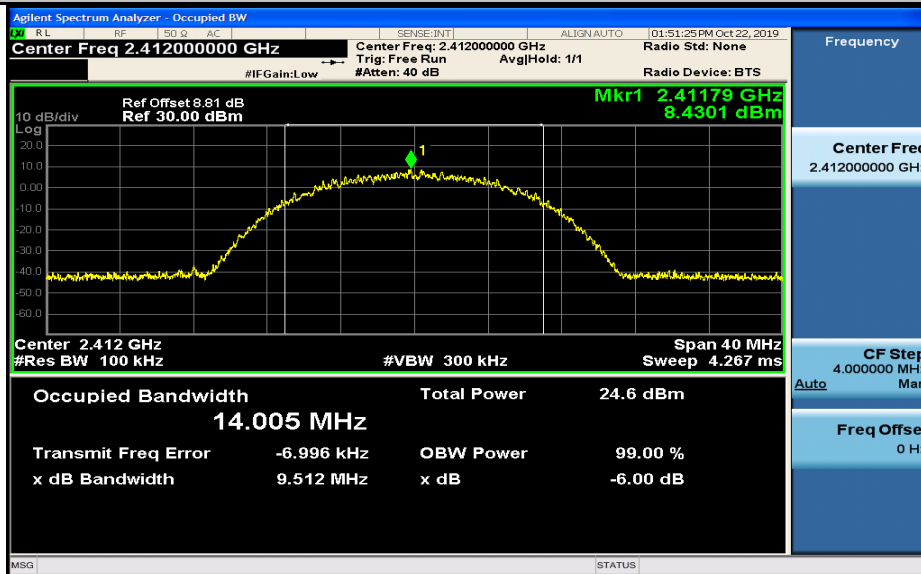 Agilent Spectrum Analyzer - Occupied BW
LXI RL RF 50 Ω AC SENSE:INT ALIGN AUTO 01:51:25 PM Oct 22, 2019
Center Freq 2.412000000 GHz
Center Freq: 2.412000000 GHz
Radio Std: None
Trig: Free Run Avg|Hold: 1/1
#IFGain:Low
#Atten: 40 dB
Radio Device: BTS
Frequency
Mkr1 2.41179 GHz
8.4301 dBm
Ref Offset 8.81 dB
10 dB/div Ref 30.00 dBm
Log
20.0
10.0
0.00
-10.0
-20.0
-30.0
-40.0
-50.0
-60.0
1
Center Freq
2.412000000 GHz
Center 2.412 GHz
Span 40 MHz
#Res BW 100 kHz
#VBW 300 kHz
Sweep 4.267 ms
CF Step
4.000000 MHz
Auto Man
Occupied Bandwidth
14.005 MHz
Total Power 24.6 dBm
Transmit Freq Error -6.996 kHz
OBW Power 99.00 %
x dB Bandwidth 9.512 MHz
x dB -6.00 dB
Freq Offset
0 Hz
MSG
STATUS